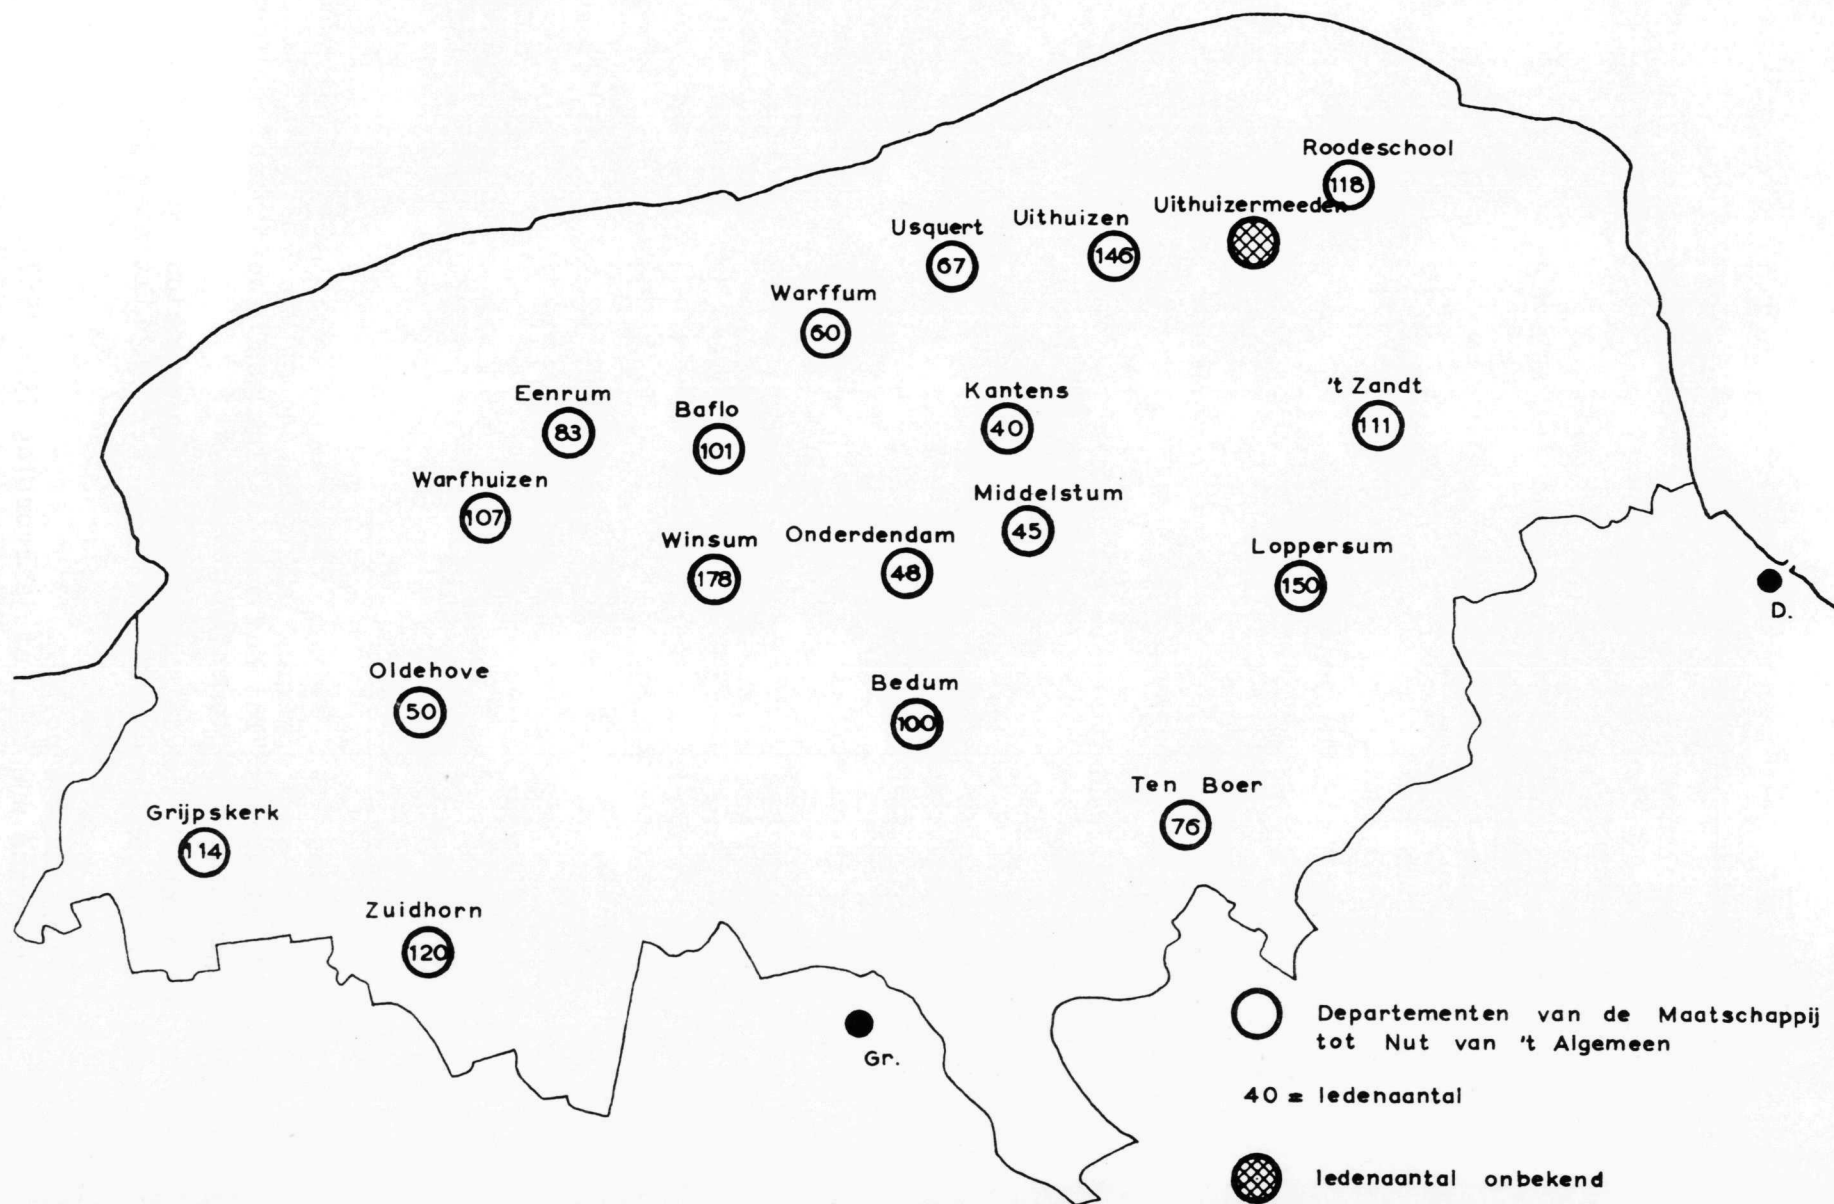 Roodeschool
118
Uithuizermeeden
Uithuizen
146
Usquert
67
Warffum
60
Eenrum
83
Baflo
101
Kantens
40
't Zandt
111
Warfhuizen
107
Middelstum
45
Winsum
178
Onderdendam
48
Loppersum
150
D.
Oldehove
50
Bedum
100
Ten Boer
76
Grijpskerk
114
Zuidhorn
120
Gr.
Departementen van de Maatschappij
tot Nut van 't Algemeen
40 = ledenaantal
ledenaantal onbekend